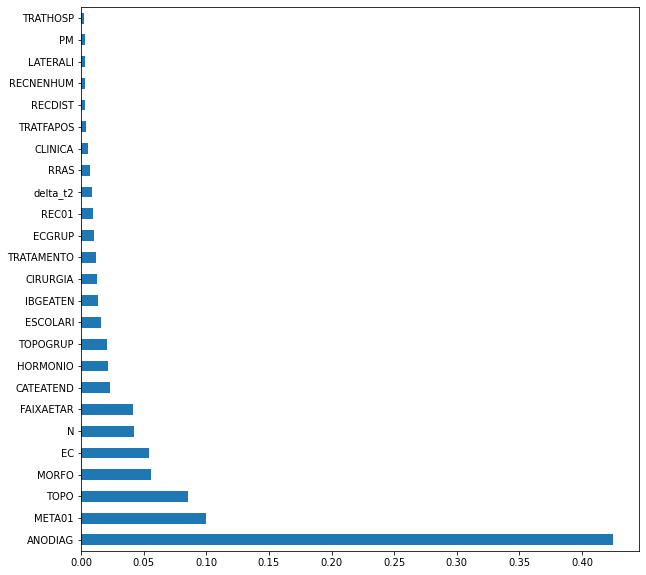 TRATHOSP
PM
LATERALI
RECNENHUM
RECDIST
TRATFAPOS
CLINICA
RRAS
delta_t2
REC01
ECGRUP
TRATAMENTO
CIRURGIA
IBGEATEN
ESCOLARI
TOPOGRUP
HORMONIO
CATEATEND
FAIXAETAR
N
EC
MORFO
TOPO
META01
ANODIAG
0.00 0.05 0.10 0.15 0.20 0.25 0.30 0.35 0.40